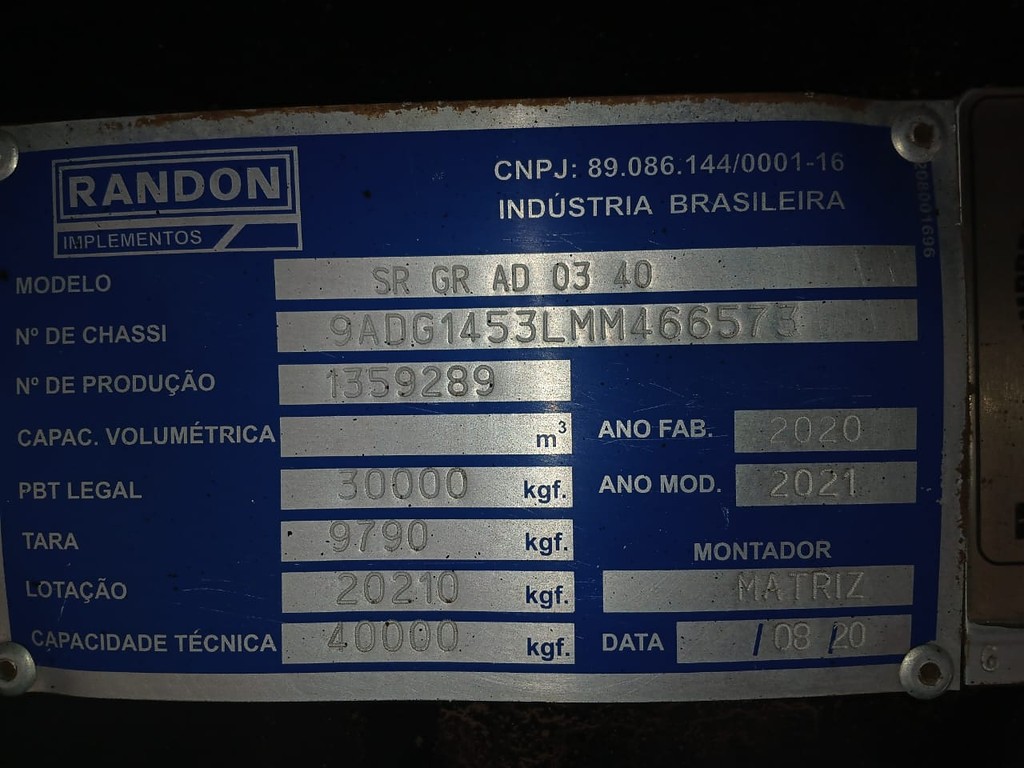 RANDON
IMPLEMENTOS
CNPJ: 89.086.144/0001-16
INDÚSTRIA BRASILEIRA
MODELO SR GR AD 03 40
Nº DE CHASSI 9ADG1453LMM466573
Nº DE PRODUÇÃO 1359289
CAPAC. VOLUMÉTRICA m³ ANO FAB. 2020
PBT LEGAL 30000 kgf. ANO MOD. 2021
TARA 9790 kgf.
MONTADOR
LOTAÇÃO 20210 kgf. MATRIZ
CAPACIDADE TÉCNICA 40000 kgf. DATA /08/20
6